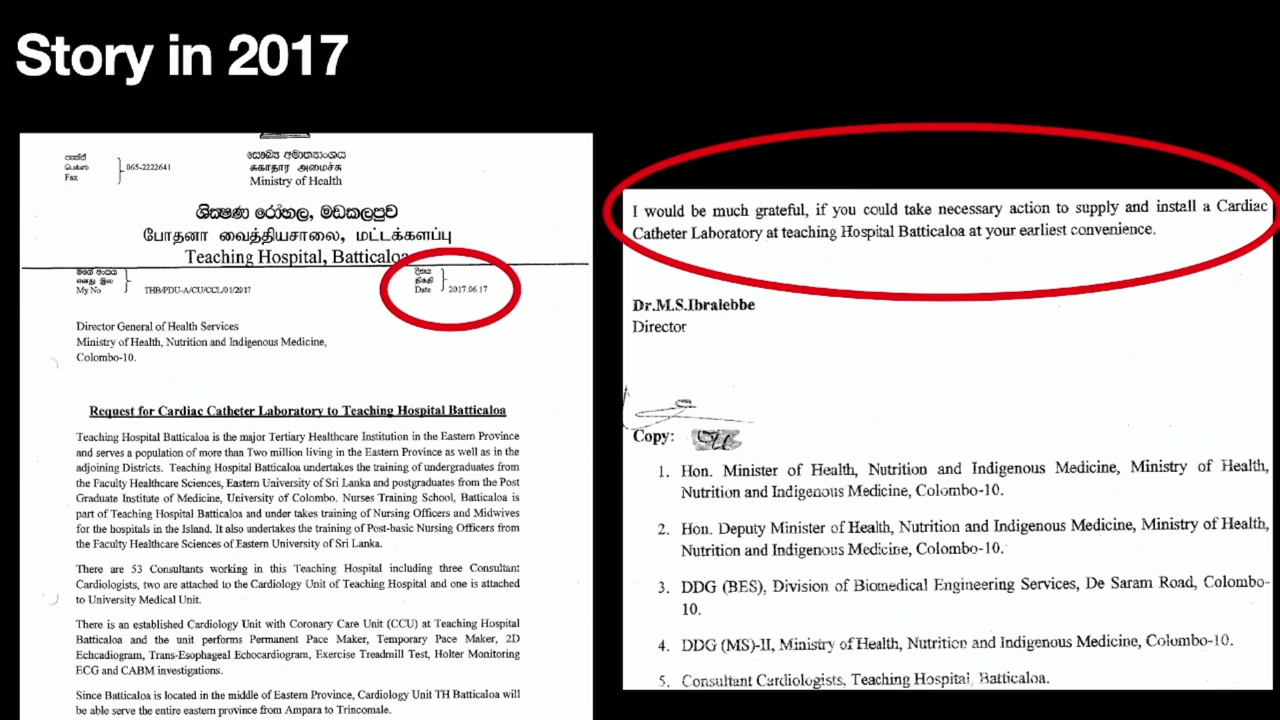 Story in 2017
ෆැක්ස්
பெக்ஸ்
Fax
065-2222641
සෞඛ්‍ය අමාත්‍යාංශය
சுகாதார அமைச்சு
Ministry of Health
ශික්ෂණ රෝහල, මඩකලපුව
போதனா வைத்தியசாலை, மட்டக்களப்பு
Teaching Hospital, Batticaloa
මගේ අංකය
எனது இல
My No
THB/PDU-A/CU/CCL/01/2017
දිනය
திகதி
Date
2017.06.17
Director General of Health Services
Ministry of Health, Nutrition and Indigenous Medicine,
Colombo-10.
Request for Cardiac Catheter Laboratory to Teaching Hospital Batticaloa
Teaching Hospital Batticaloa is the major Tertiary Healthcare Institution in the Eastern Province
and serves a population of more than Two million living in the Eastern Province as well as in the
adjoining Districts. Teaching Hospital Batticaloa undertakes the training of undergraduates from
the Faculty Healthcare Sciences, Eastern University of Sri Lanka and postgraduates from the Post
Graduate Institute of Medicine, University of Colombo. Nurses Training School, Batticaloa is
part of Teaching Hospital Batticaloa and under takes training of Nursing Officers and Midwives
for the hospitals in the Island. It also undertakes the training of Post-basic Nursing Officers from
the Faculty Healthcare Sciences of Eastern University of Sri Lanka.
There are 53 Consultants working in this Teaching Hospital including three Consultant
Cardiologists, two are attached to the Cardiology Unit of Teaching Hospital and one is attached
to University Medical Unit.
There is an established Cardiology Unit with Coronary Care Unit (CCU) at Teaching Hospital
Batticaloa and the unit performs Permanent Pace Maker, Temporary Pace Maker, 2D
Echcadiogram, Trans-Esophageal Echocardiogram, Exercise Treadmill Test, Holter Monitoring
ECG and CABM investigations.
Since Batticaloa is located in the middle of Eastern Province, Cardiology Unit TH Batticaloa will
be able serve the entire eastern province from Ampara to Trincomale.
I would be much grateful, if you could take necessary action to supply and install a Cardiac
Catheter Laboratory at teaching Hospital Batticaloa at your earliest convenience.
Dr.M.S.Ibralebbe
Director
Copy:
1. Hon. Minister of Health, Nutrition and Indigenous Medicine, Ministry of Health,
Nutrition and Indigenous Medicine, Colombo-10.
2. Hon. Deputy Minister of Health, Nutrition and Indigenous Medicine, Ministry of Health,
Nutrition and Indigenous Medicine, Colombo-10.
3. DDG (BES), Division of Biomedical Engineering Services, De Saram Road, Colombo-
10.
4. DDG (MS)-II, Ministry of Health, Nutrition and Indigenous Medicine, Colombo-10.
5. Consultant Cardiologists, Teaching Hospital, Batticaloa.